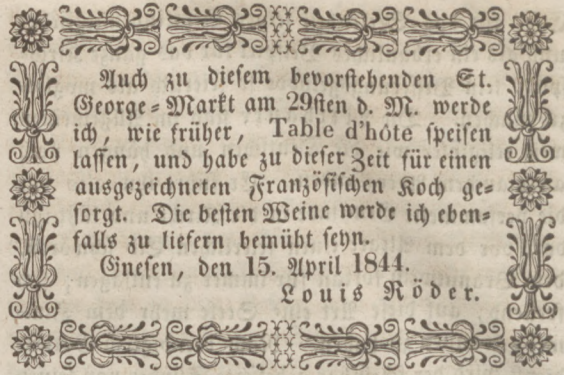 Auch zu diesem bevorstehenden St.
George-Markt am 29sten d. M. werde
ich, wie früher, Table d'hôte speisen
lassen, und habe zu dieser Zeit für einen
ausgezeichneten Französischen Koch ge-
sorgt. Die besten Weine werde ich eben-
falls zu liefern bemüht seyn.
Gnesen, den 15. April 1844.
Louis Röder.